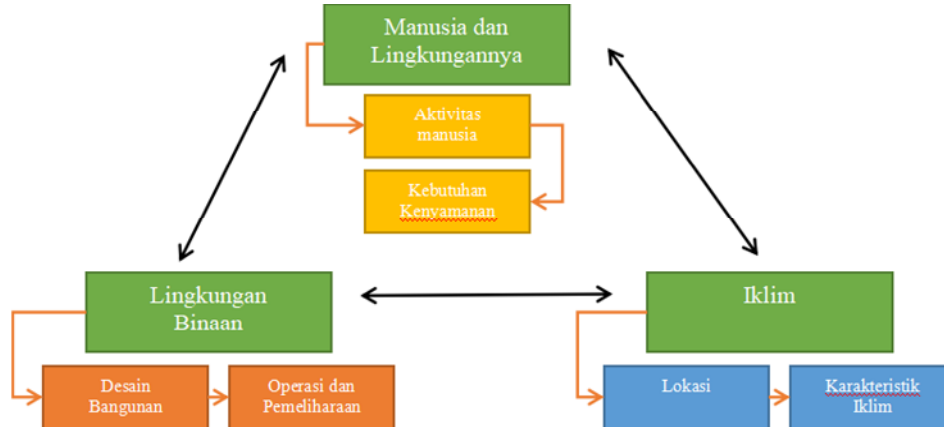 Manusia dan
Lingkungannya
Aktivitas
manusia
Kebutuhan
Kenyamanan
Lingkungan
Binaan
Iklim
Desain
Bangunan
Operasi dan
Pemeliharaan
Lokasi
Karakteristik
Iklim